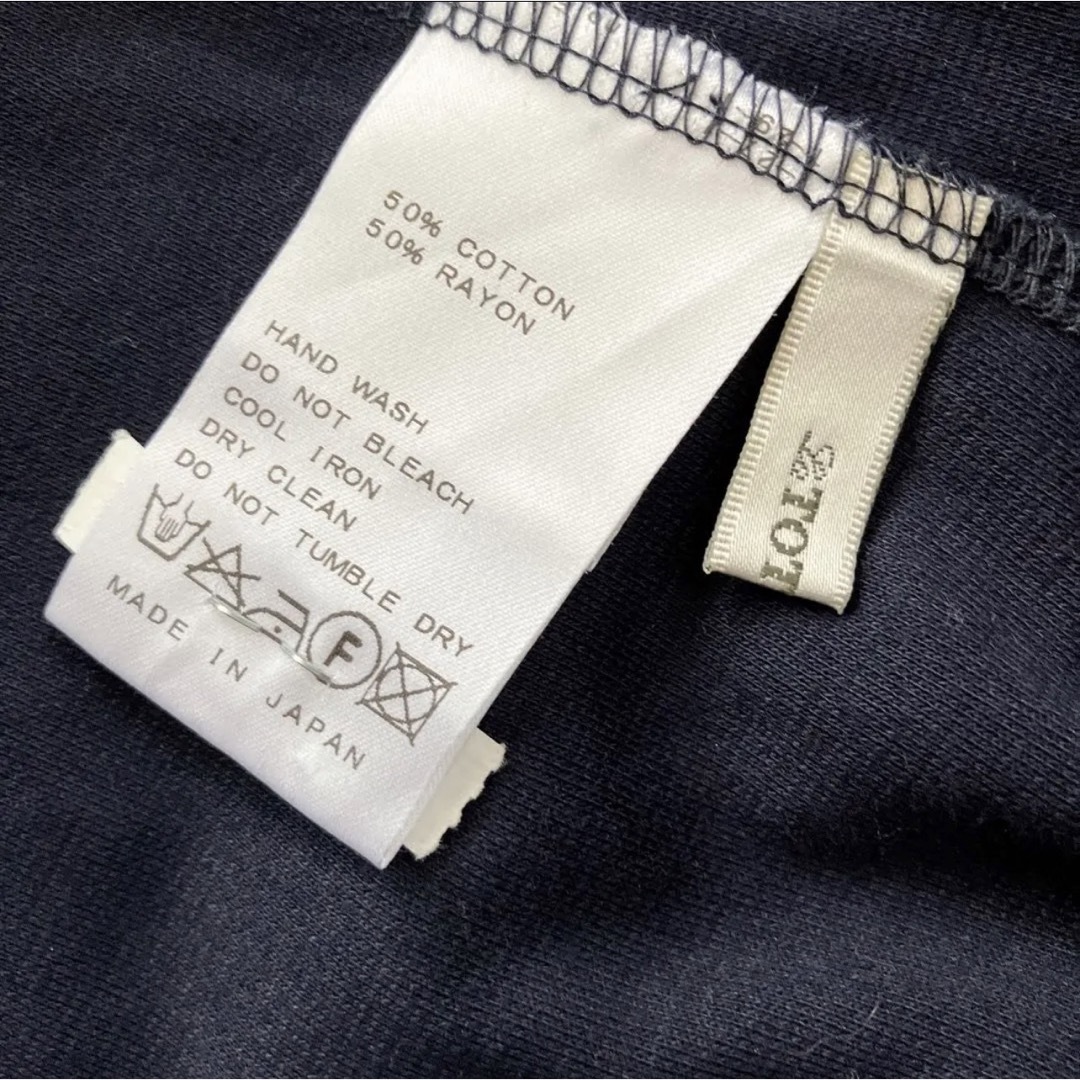 50% COTTON
50% RAYON
HAND WASH
DO NOT BLEACH
COOL IRON
DRY CLEAN
DO NOT TUMBLE DRY
F
MADE IN JAPAN